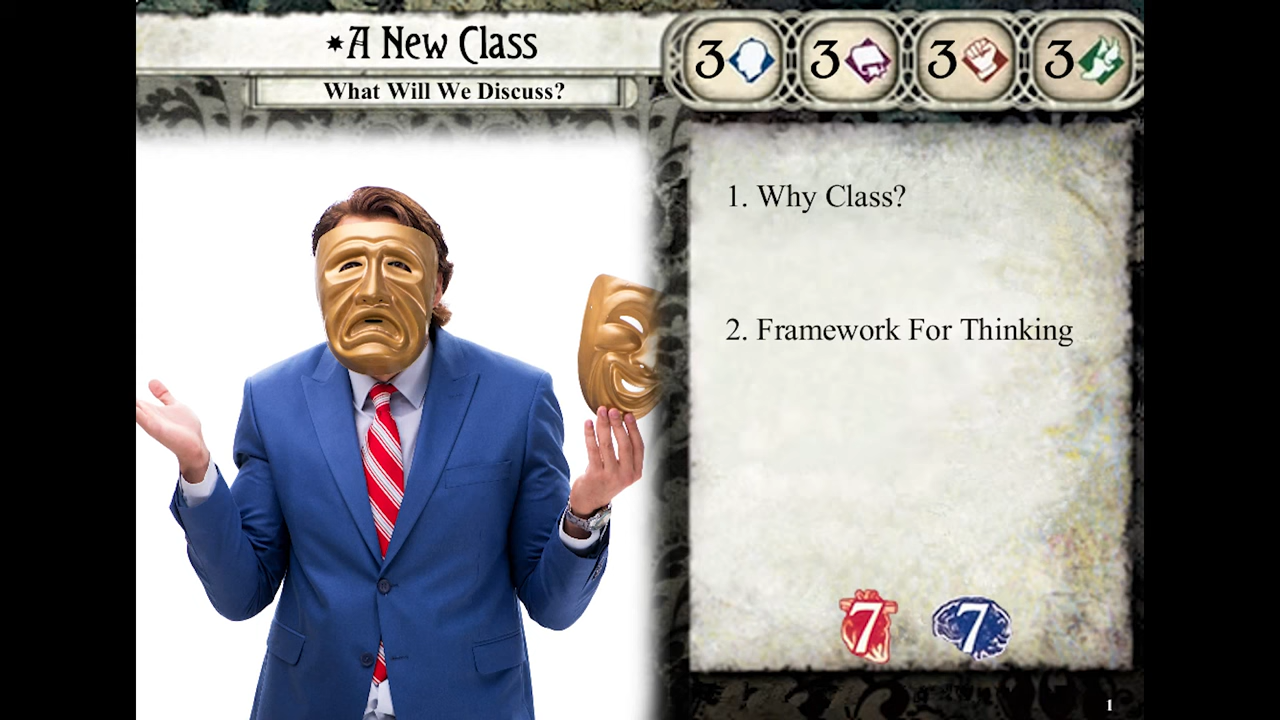 A New Class
What Will We Discuss?
3 3 3 3
1. Why Class?
2. Framework For Thinking
7 7
1